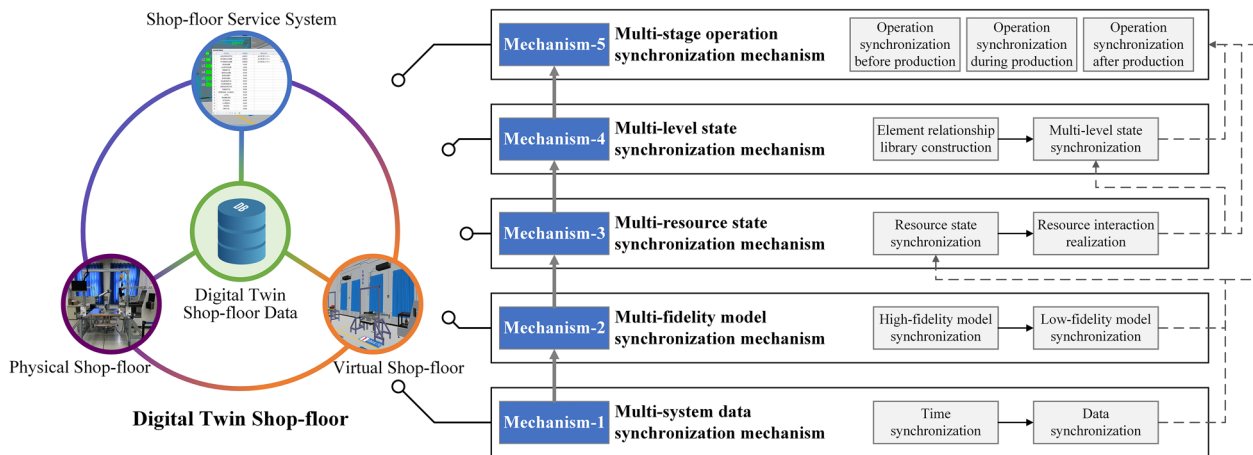 Shop-floor Service System
DB
Digital Twin
Shop-floor Data
Physical Shop-floor
Virtual Shop-floor
Digital Twin Shop-floor
Mechanism-5
Multi-stage operation
synchronization mechanism
Operation
synchronization
before production
Operation
synchronization
during production
Operation
synchronization
after production
Mechanism-4
Multi-level state
synchronization mechanism
Element relationship
library construction
Multi-level state
synchronization
Mechanism-3
Multi-resource state
synchronization mechanism
Resource state
synchronization
Resource interaction
realization
Mechanism-2
Multi-fidelity model
synchronization mechanism
High-fidelity model
synchronization
Low-fidelity model
synchronization
Mechanism-1
Multi-system data
synchronization mechanism
Time
synchronization
Data
synchronization